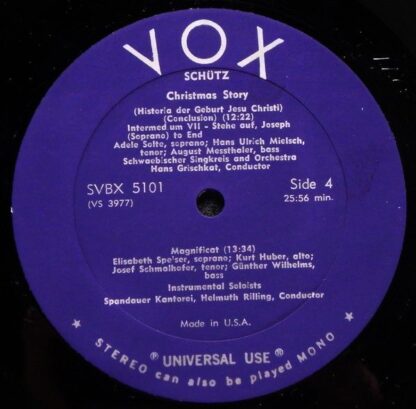 VOX
SCHÜTZ
Christmas Story
(Historia der Geburt Jesu Christi)
(Conclusion) (12:22)
Intermedium VII - Stehe auf, Joseph
(Soprano) to End
Adele Solte, soprano; Hans Ulrich Mielsch,
tenor; August Messthaler, bass
Schwaebischer Singkreis and Orchestra
Hans Grischkat, Conductor
SVBX 5101
(VS 3977)
Side 4
25:56 min.
Magnificat (13:34)
Elisabeth Speiser, soprano; Kurt Huber, alto;
Josef Schmalhofer, tenor; Günther Wilhelms,
bass
Instrumental Soloists
Spandauer Kantorei, Helmuth Rilling, Conductor
Made in U.S.A.
® UNIVERSAL USE ®
★ STEREO can also be played MONO ★